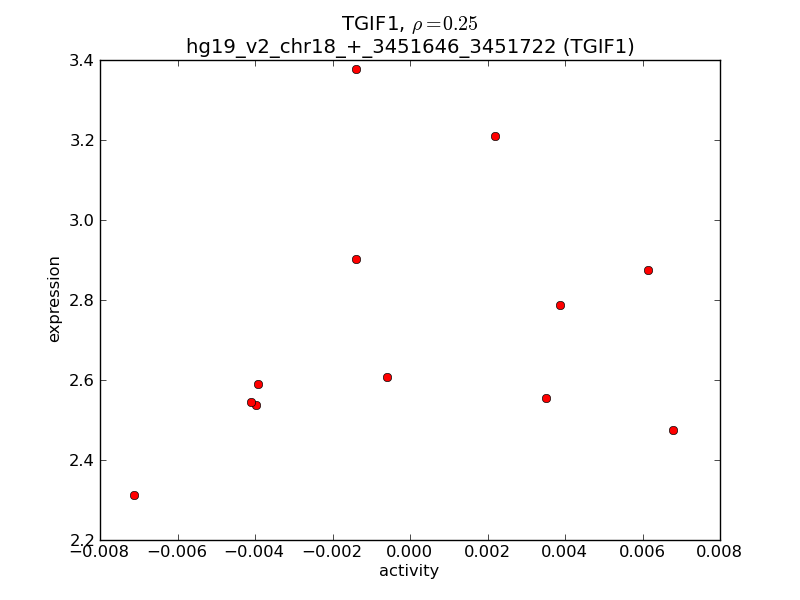 TGIF1, ρ = 0.25
hg19_v2_chr18_+_3451646_3451722 (TGIF1)
3.4
3.2
3.0
2.8
2.6
2.4
2.2
expression
−0.008 −0.006 −0.004 −0.002 0.000 0.002 0.004 0.006 0.008
activity